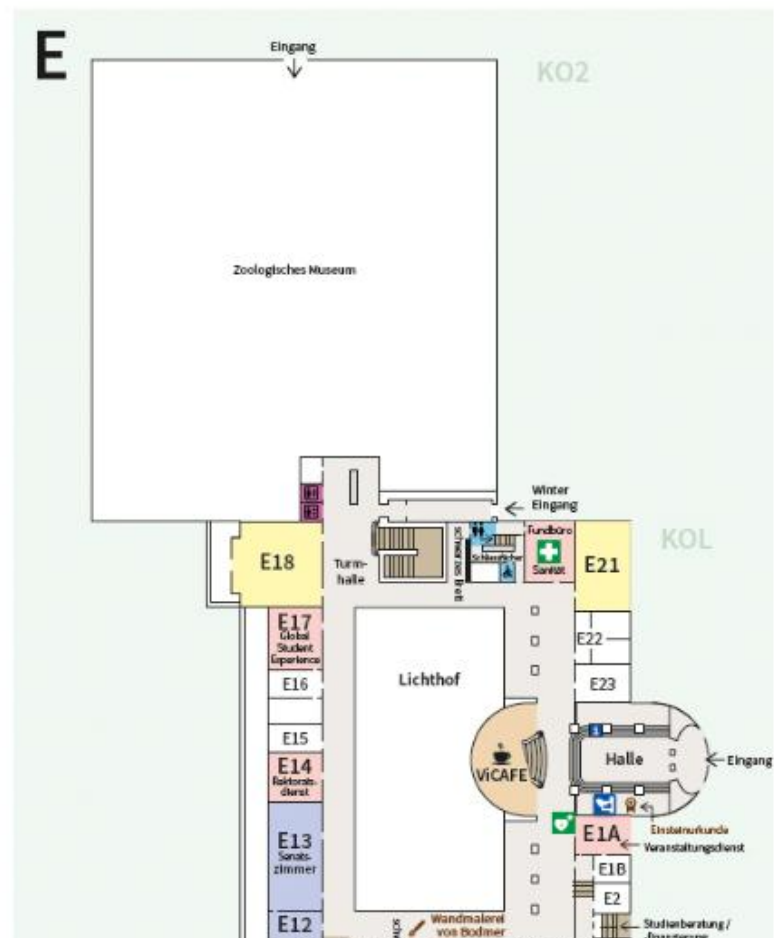 E
Eingang
KO2
Zoologisches Museum
Winter
Eingang
KOL
Fundbüro
Sanität
schwarzes Brett
Schliessfächer
Turm-
halle
E18
E21
E17
Global
Student
Experience
E22
E16
Lichthof
E23
E15
E14
Rektorats-
dienst
ViCAFE
Halle
Eingang
i
Einsteinurkunde
E1A
Veranstaltungsdienst
E13
Senats-
zimmer
E1B
E2
E12
Wandmalerei
von Bodmer
Studienberatung /